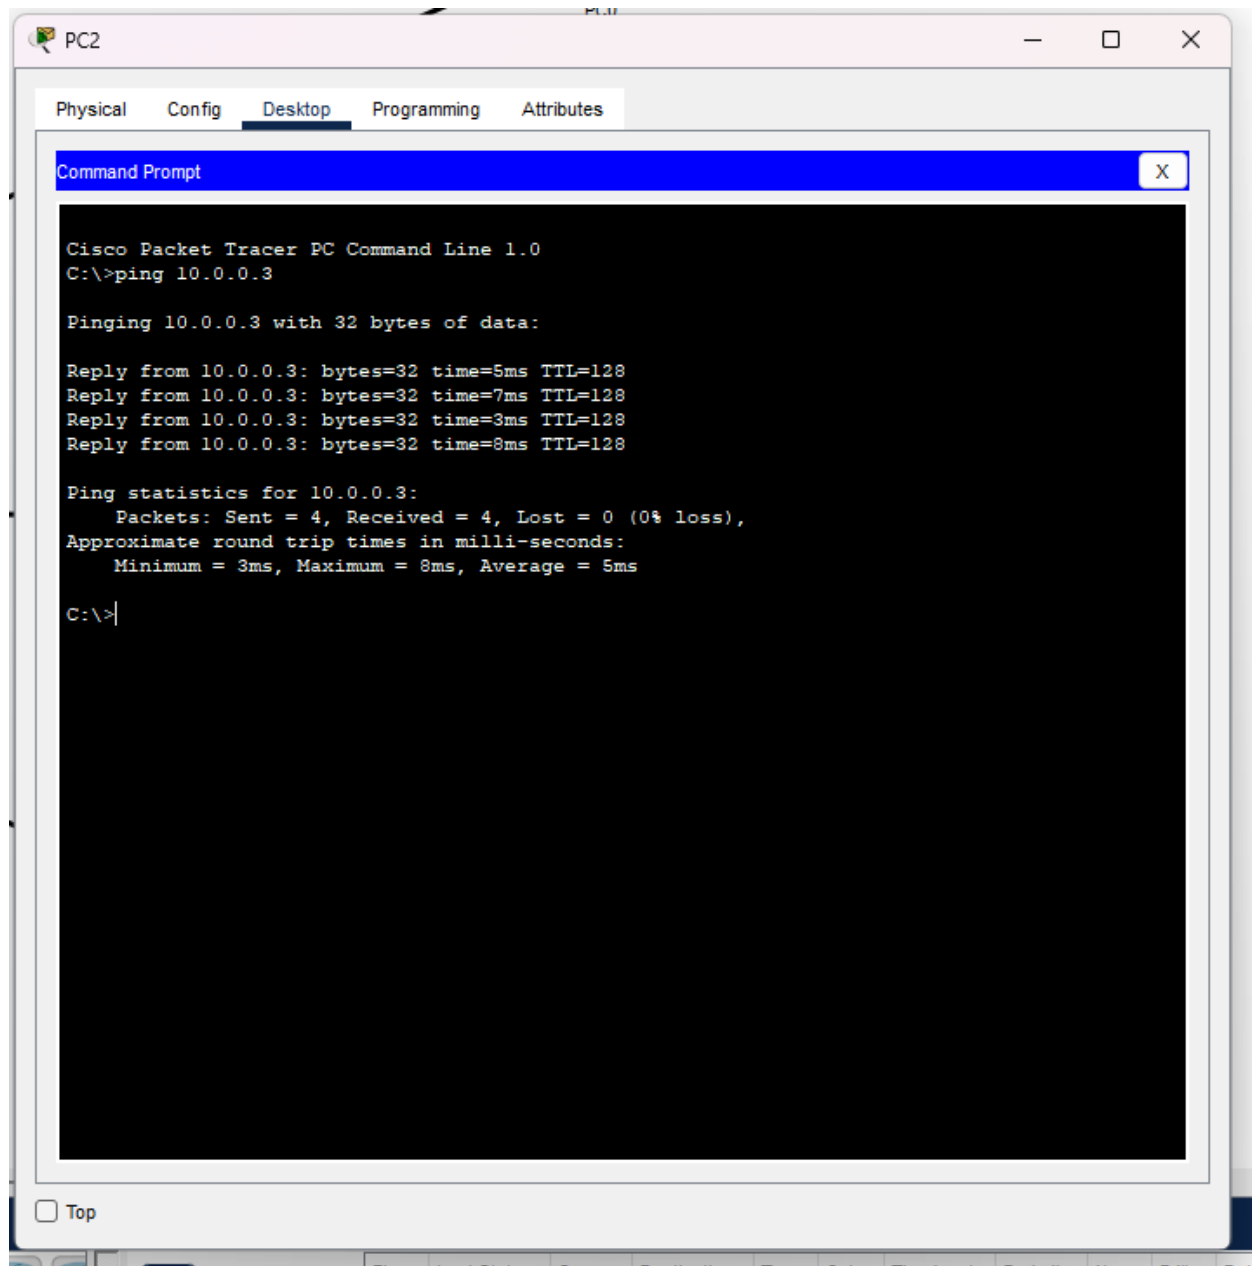 PC2
Physical Config Desktop Programming Attributes
Command Prompt
X
Cisco Packet Tracer PC Command Line 1.0
C:\>ping 10.0.0.3
Pinging 10.0.0.3 with 32 bytes of data:
Reply from 10.0.0.3: bytes=32 time=5ms TTL=128
Reply from 10.0.0.3: bytes=32 time=7ms TTL=128
Reply from 10.0.0.3: bytes=32 time=3ms TTL=128
Reply from 10.0.0.3: bytes=32 time=8ms TTL=128
Ping statistics for 10.0.0.3:
Packets: Sent = 4, Received = 4, Lost = 0 (0% loss),
Approximate round trip times in milli-seconds:
Minimum = 3ms, Maximum = 8ms, Average = 5ms
C:\>
Top